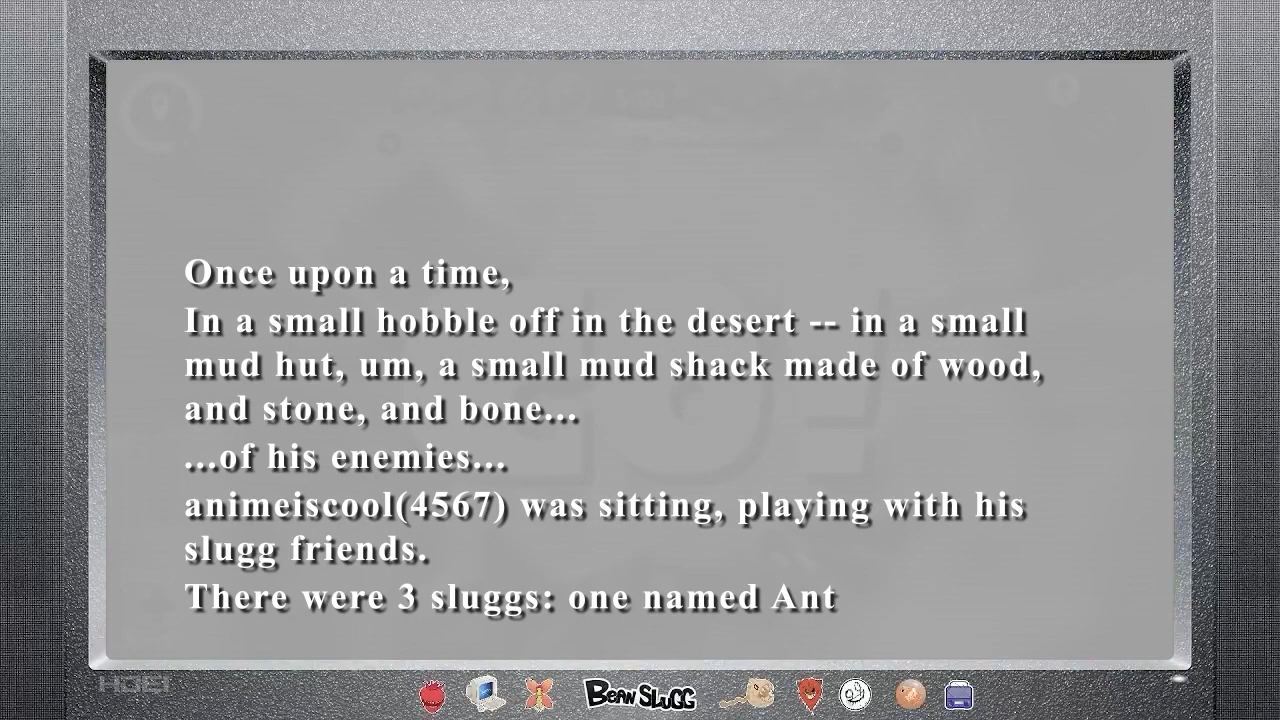 Once upon a time,
In a small hobble off in the desert -- in a small
mud hut, um, a small mud shack made of wood,
and stone, and bone...
...of his enemies...
animeiscool(4567) was sitting, playing with his
slugg friends.
There were 3 sluggs: one named Ant
BEAN SLUGG